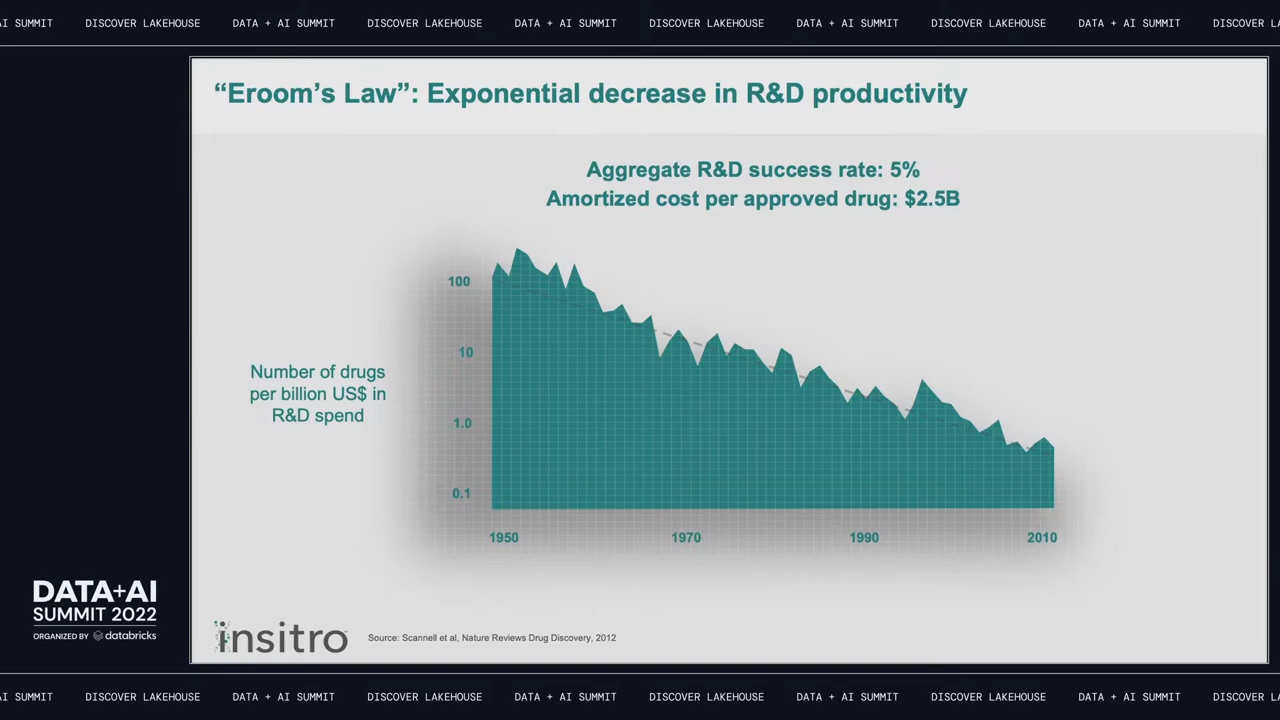 AI SUMMIT DISCOVER LAKEHOUSE DATA + AI SUMMIT DISCOVER LAKEHOUSE DATA + AI SUMMIT DISCOVER LAKEHOUSE DATA + AI SUMMIT DISCOVER LAKEHOUSE DATA + AI SUMMIT DISCOVER L
“Eroom’s Law”: Exponential decrease in R&D productivity
Aggregate R&D success rate: 5%
Amortized cost per approved drug: $2.5B
100
10
1.0
0.1
Number of drugs
per billion US$ in
R&D spend
1950 1970 1990 2010
DATA+AI
SUMMIT 2022
ORGANIZED BY databricks
insitro
Source: Scannell et al, Nature Reviews Drug Discovery, 2012
AI SUMMIT DISCOVER LAKEHOUSE DATA + AI SUMMIT DISCOVER LAKEHOUSE DATA + AI SUMMIT DISCOVER LAKEHOUSE DATA + AI SUMMIT DISCOVER LAKEHOUSE DATA + AI SUMMIT DISCOVER L